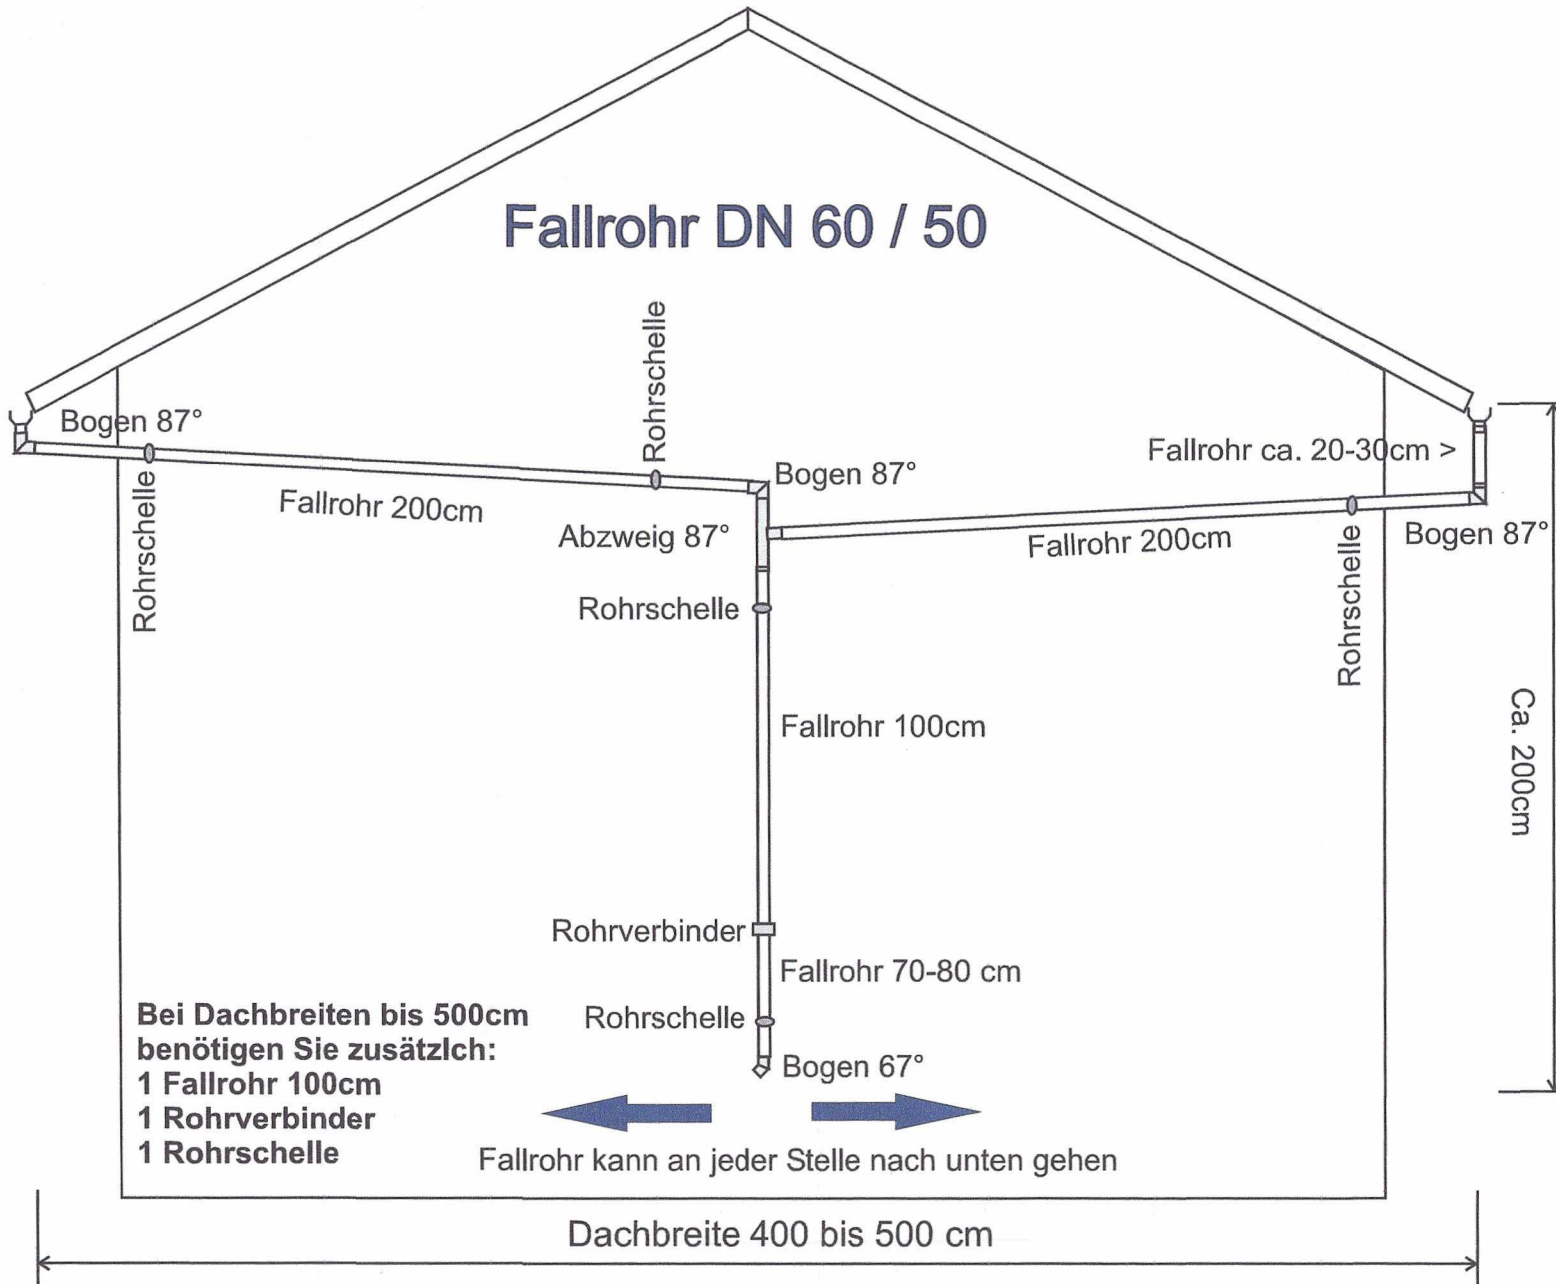 Fallrohr DN 60 / 50
Rohrschelle
Bogen 87°
Fallrohr ca. 20-30cm >
Bogen 87°
Rohrschelle
Fallrohr 200cm
Abzweig 87°
Fallrohr 200cm
Bogen 87°
Rohrschelle
Rohrschelle
Fallrohr 100cm
Ca. 200cm
Rohrverbinder
Fallrohr 70-80 cm
Rohrschelle
Bogen 67°
Bei Dachbreiten bis 500cm
benötigen Sie zusätzlch:
1 Fallrohr 100cm
1 Rohrverbinder
1 Rohrschelle
Fallrohr kann an jeder Stelle nach unten gehen
Dachbreite 400 bis 500 cm